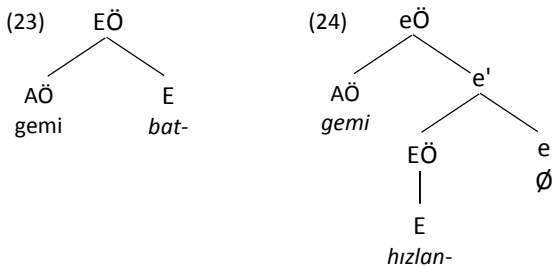 (23) EÖ
AÖ E
gemi bat-
(24) eÖ
AÖ e'
gemi
EÖ e
Ø
E
hızlan-